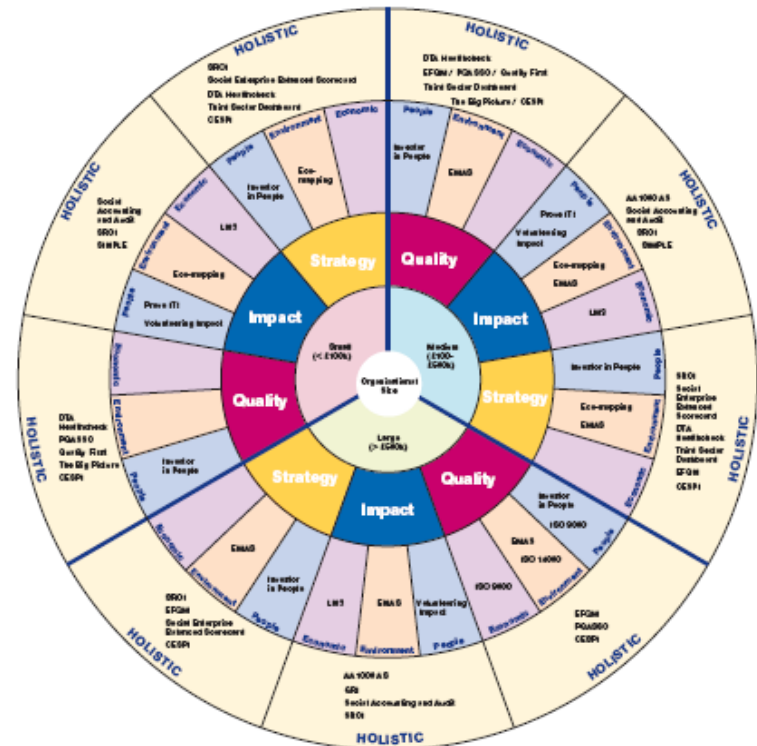 HOLISTIC
SROi
Social Enterprise Enhanced Scorecard
DTA Healthcheck
Third Sector Dashboard
CESPi
HOLISTIC
DTA Healthcheck
EFQM / PQASSO / Quality First
Third Sector Dashboard
The Big Picture / CESPi
HOLISTIC
AA1000 AS
Social Accounting
and Audit
SROi
SIMPLE
HOLISTIC
SROi
Social
Enterprise
Enhanced
Scorecard
DTA
Healthcheck
Third Sector
Dashboard
EFQM
CESPi
HOLISTIC
EFQM
PQASSO
CESPi
HOLISTIC
AA1000 AS
GRI
Social Accounting and Audit
SROi
HOLISTIC
SROi
EFQM
Social Enterprise
Enhanced Scorecard
CESPi
HOLISTIC
DTA
Healthcheck
PQASSO
Quality First
The Big Picture
CESPi
HOLISTIC
Social
Accounting
and Audit
SROi
SIMPLE
People
Investor
in People
Environment
EMAS
Economic
People
Prove IT!
Volunteering
Impact
Environment
Eco-mapping
EMAS
Economic
LM3
People
Investor in People
Environment
Eco-mapping
EMAS
Economic
People
Investor
in People
ISO 9000
Environment
EMAS
ISO 14000
Economic
ISO 9000
People
Volunteering
Impact
Environment
EMAS
Economic
LM3
People
Investor
in People
Environment
EMAS
Economic
People
Investor
in People
Environment
Economic
People
Prove IT!
Volunteering Impact
Environment
Eco-mapping
Economic
LM3
People
Investor
in People
Environment
Eco-
mapping
Economic
Quality
Impact
Strategy
Quality
Impact
Strategy
Quality
Impact
Strategy
Small
(< £100k)
Medium
(£100-
£500k)
Large
(> £500k)
Organisational
Size